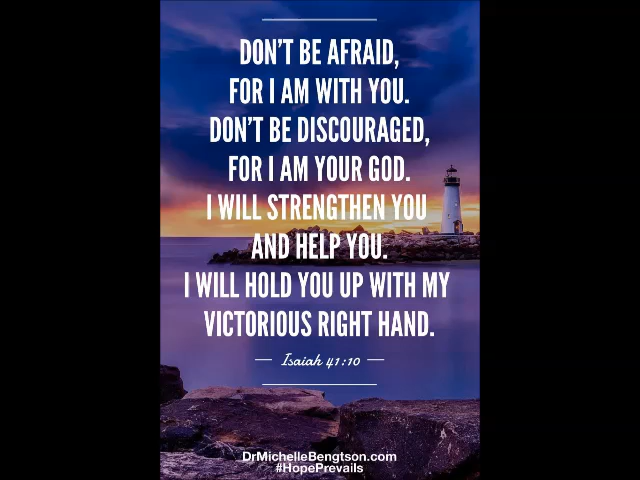 DON'T BE AFRAID,
FOR I AM WITH YOU.
DON'T BE DISCOURAGED,
FOR I AM YOUR GOD.
I WILL STRENGTHEN YOU
AND HELP YOU.
I WILL HOLD YOU UP WITH MY
VICTORIOUS RIGHT HAND.
Isaiah 41:10
DrMichelleBengtson.com
#HopePrevails